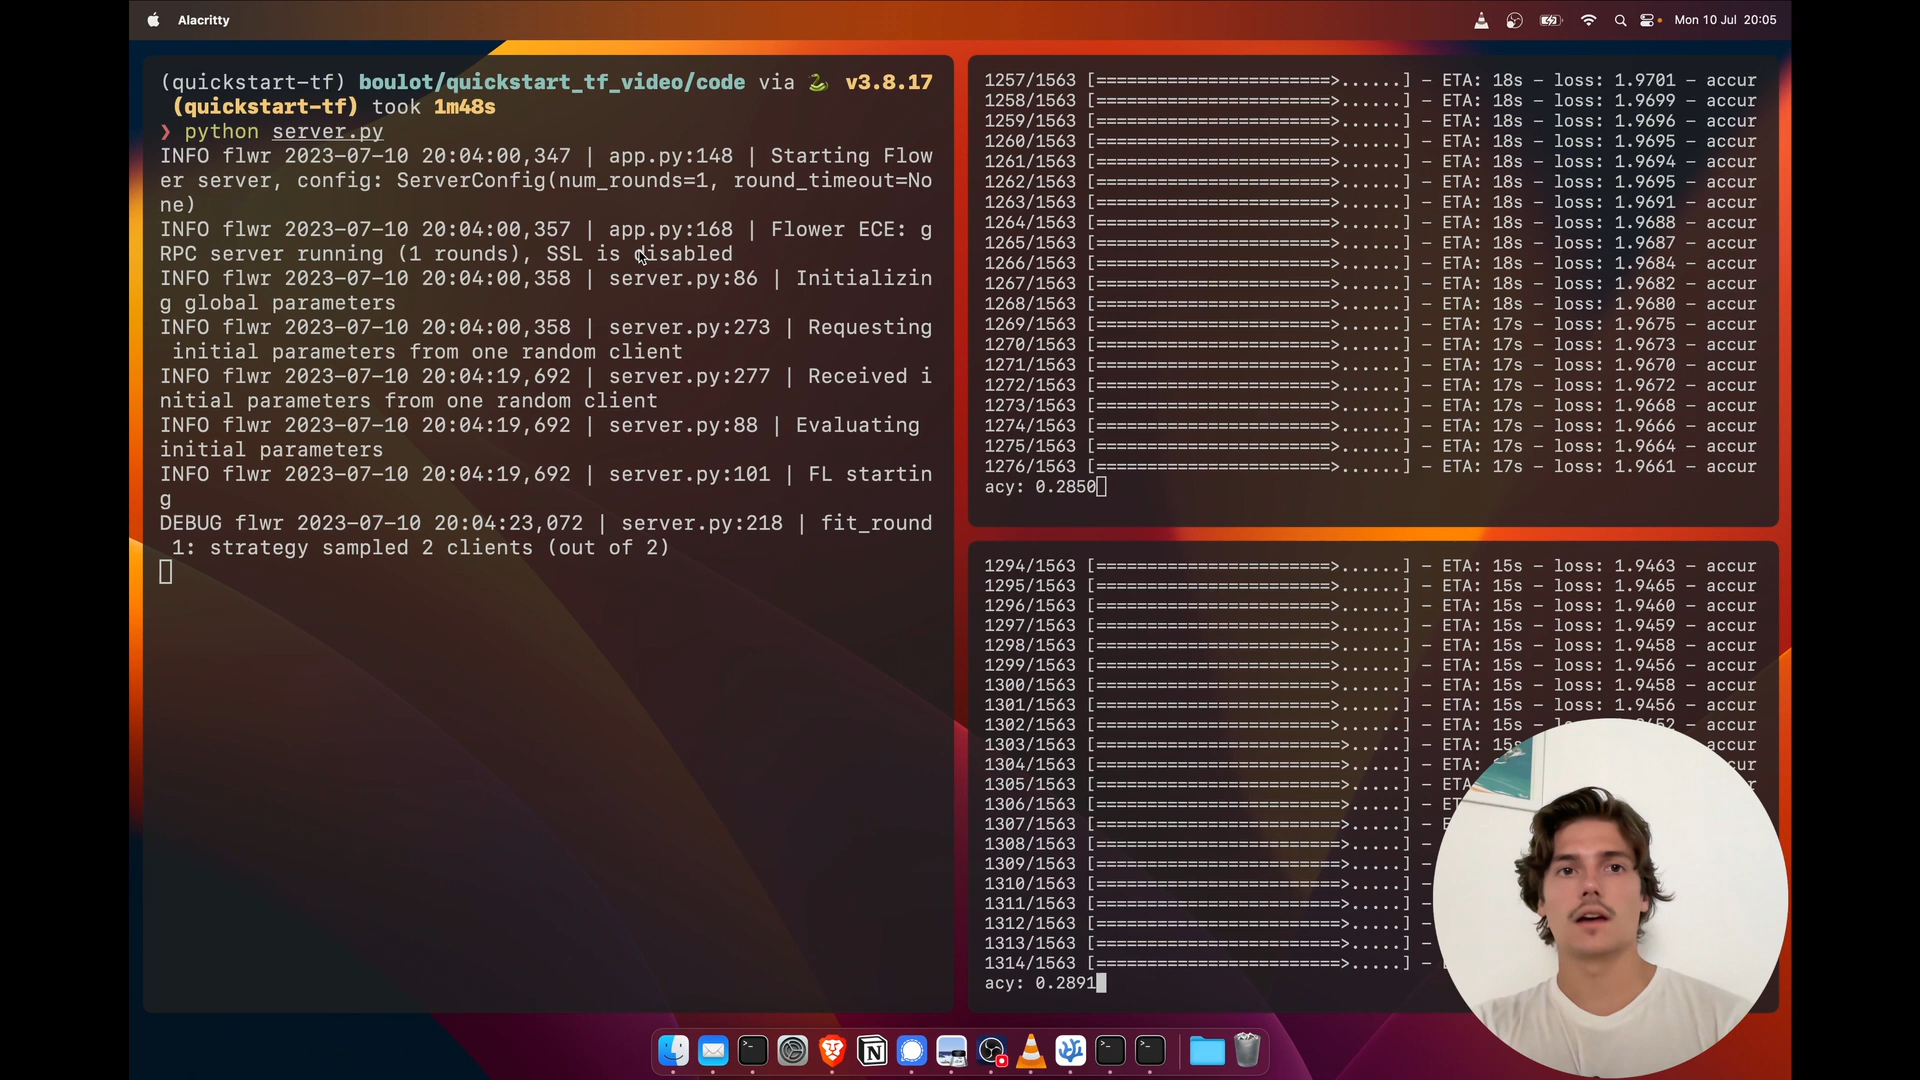 Alacritty
Mon 10 Jul 20:05
(quickstart-tf) boulot/quickstart_tf_video/code via 🐍 v3.8.17
(quickstart-tf) took 1m48s
❯ python server.py
INFO flwr 2023-07-10 20:04:00,347 | app.py:148 | Starting Flow
er server, config: ServerConfig(num_rounds=1, round_timeout=No
ne)
INFO flwr 2023-07-10 20:04:00,357 | app.py:168 | Flower ECE: g
RPC server running (1 rounds), SSL is disabled
INFO flwr 2023-07-10 20:04:00,358 | server.py:86 | Initializin
g global parameters
INFO flwr 2023-07-10 20:04:00,358 | server.py:273 | Requesting
initial parameters from one random client
INFO flwr 2023-07-10 20:04:19,692 | server.py:277 | Received i
nitial parameters from one random client
INFO flwr 2023-07-10 20:04:19,692 | server.py:88 | Evaluating
initial parameters
INFO flwr 2023-07-10 20:04:19,692 | server.py:101 | FL startin
g
DEBUG flwr 2023-07-10 20:04:23,072 | server.py:218 | fit_round
1: strategy sampled 2 clients (out of 2)
1257/1563 [=======================>......] - ETA: 18s - loss: 1.9701 - accur
1258/1563 [=======================>......] - ETA: 18s - loss: 1.9699 - accur
1259/1563 [=======================>......] - ETA: 18s - loss: 1.9696 - accur
1260/1563 [=======================>......] - ETA: 18s - loss: 1.9695 - accur
1261/1563 [=======================>......] - ETA: 18s - loss: 1.9694 - accur
1262/1563 [=======================>......] - ETA: 18s - loss: 1.9695 - accur
1263/1563 [=======================>......] - ETA: 18s - loss: 1.9691 - accur
1264/1563 [=======================>......] - ETA: 18s - loss: 1.9688 - accur
1265/1563 [=======================>......] - ETA: 18s - loss: 1.9687 - accur
1266/1563 [=======================>......] - ETA: 18s - loss: 1.9684 - accur
1267/1563 [=======================>......] - ETA: 18s - loss: 1.9682 - accur
1268/1563 [=======================>......] - ETA: 18s - loss: 1.9680 - accur
1269/1563 [=======================>......] - ETA: 17s - loss: 1.9675 - accur
1270/1563 [=======================>......] - ETA: 17s - loss: 1.9673 - accur
1271/1563 [=======================>......] - ETA: 17s - loss: 1.9670 - accur
1272/1563 [=======================>......] - ETA: 17s - loss: 1.9672 - accur
1273/1563 [=======================>......] - ETA: 17s - loss: 1.9668 - accur
1274/1563 [=======================>......] - ETA: 17s - loss: 1.9666 - accur
1275/1563 [=======================>......] - ETA: 17s - loss: 1.9664 - accur
1276/1563 [=======================>......] - ETA: 17s - loss: 1.9661 - accur
acy: 0.2850
1294/1563 [=======================>......] - ETA: 15s - loss: 1.9463 - accur
1295/1563 [=======================>......] - ETA: 15s - loss: 1.9465 - accur
1296/1563 [=======================>......] - ETA: 15s - loss: 1.9460 - accur
1297/1563 [=======================>......] - ETA: 15s - loss: 1.9459 - accur
1298/1563 [=======================>......] - ETA: 15s - loss: 1.9458 - accur
1299/1563 [=======================>......] - ETA: 15s - loss: 1.9456 - accur
1300/1563 [=======================>......] - ETA: 15s - loss: 1.9458 - accur
1301/1563 [=======================>......] - ETA: 15s - loss: 1.9456 - accur
1302/1563 [=======================>......] - ETA: 15s - loss: - accur
1303/1563 [========================>.....] - ETA: 15s accur
1304/1563 [========================>.....] - ETA:
1305/1563 [========================>.....] - ETA
1306/1563 [========================>.....] - ET
1307/1563 [========================>.....] -
1308/1563 [========================>.....] -
1309/1563 [========================>.....] -
1310/1563 [========================>.....] -
1311/1563 [========================>.....] -
1312/1563 [========================>.....] -
1313/1563 [========================>.....] -
1314/1563 [========================>.....] -
acy: 0.2891